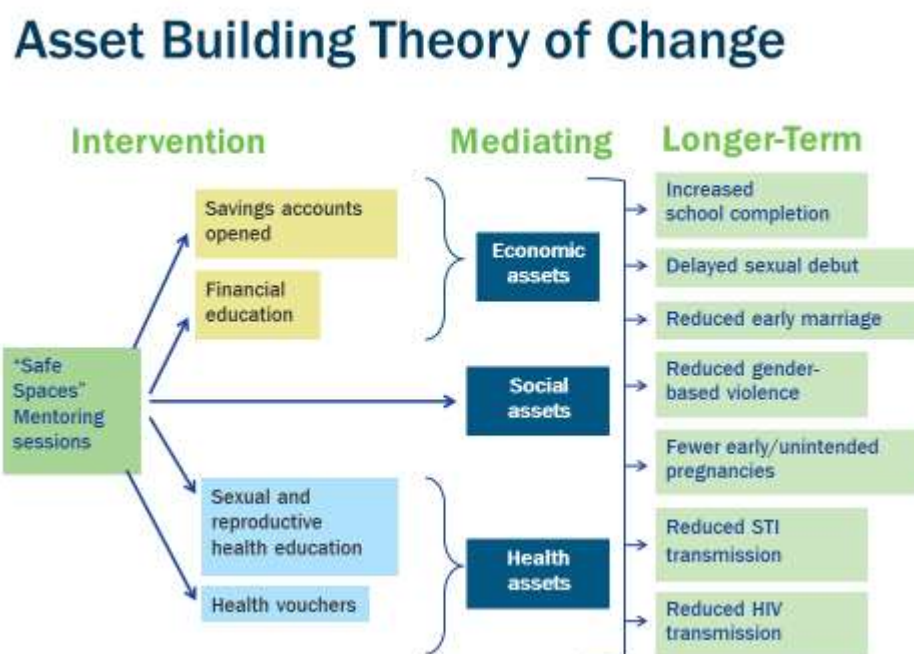 Asset Building Theory of Change
Intervention
Mediating
Longer-Term
"Safe
Spaces"
Mentoring
sessions
Savings accounts
opened
Financial
education
Sexual and
reproductive
health education
Health vouchers
Economic
assets
Social
assets
Health
assets
Increased
school completion
Delayed sexual debut
Reduced early marriage
Reduced gender-
based violence
Fewer early/unintended
pregnancies
Reduced STI
transmission
Reduced HIV
transmission